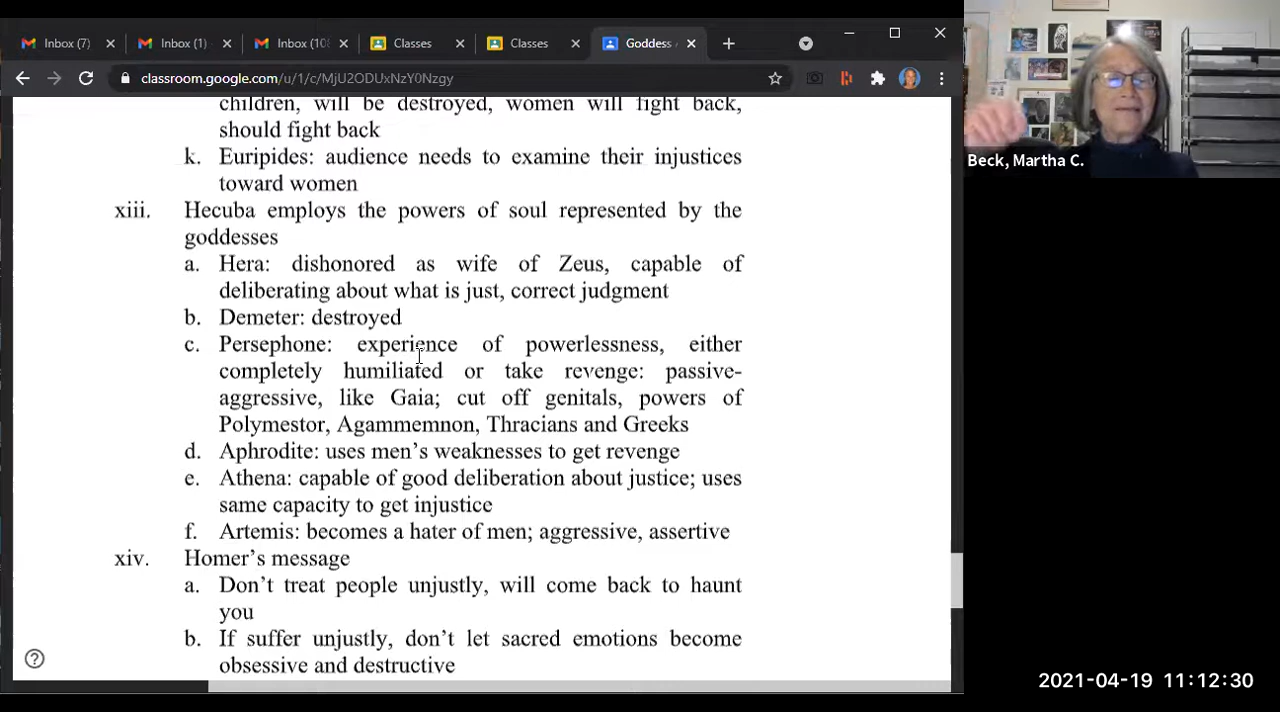 Inbox (7)
Inbox (1)
Inbox (10
Classes
Classes
Goddess
classroom.google.com/u/1/c/MjU2ODUxNzY0Nzgy
children, will be destroyed, women will fight back,
should fight back
k. Euripides: audience needs to examine their injustices
toward women
xiii. Hecuba employs the powers of soul represented by the
goddesses
a. Hera: dishonored as wife of Zeus, capable of
deliberating about what is just, correct judgment
b. Demeter: destroyed
c. Persephone: experience of powerlessness, either
completely humiliated or take revenge: passive-
aggressive, like Gaia; cut off genitals, powers of
Polymestor, Agammemnon, Thracians and Greeks
d. Aphrodite: uses men's weaknesses to get revenge
e. Athena: capable of good deliberation about justice; uses
same capacity to get injustice
f. Artemis: becomes a hater of men; aggressive, assertive
xiv. Homer's message
a. Don't treat people unjustly, will come back to haunt
you
b. If suffer unjustly, don't let sacred emotions become
obsessive and destructive
Beck, Martha C.
2021-04-19 11:12:30